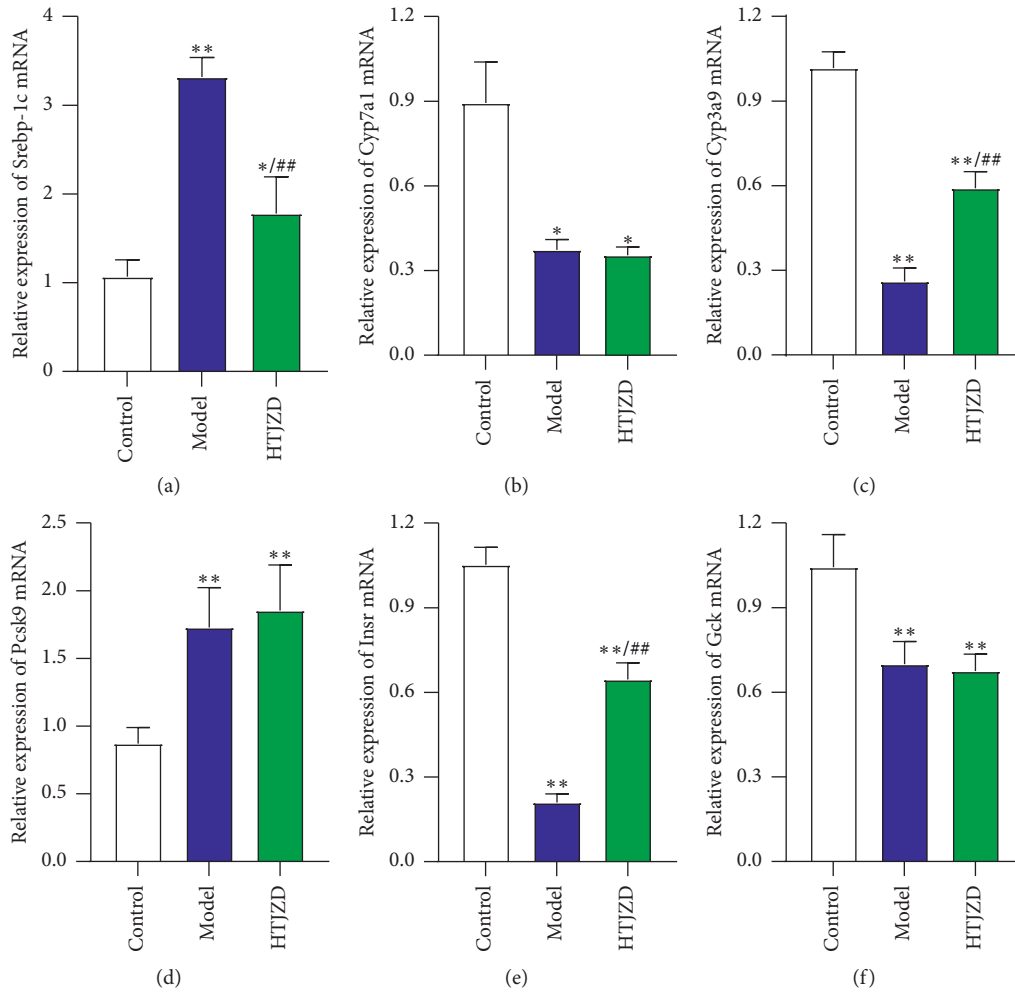 Relative expression of Srebp-1c mRNA
4
3
2
1
0
**
*/##
Control
Model
HTJZD
(a)
Relative expression of Cyp7a1 mRNA
1.2
0.9
0.6
0.3
0.0
*
*
Control
Model
HTJZD
(b)
Relative expression of Cyp3a9 mRNA
1.2
0.9
0.6
0.3
0.0
**
**/##
Control
Model
HTJZD
(c)
Relative expression of Pcsk9 mRNA
2.5
2.0
1.5
1.0
0.5
0.0
**
**
Control
Model
HTJZD
(d)
Relative expression of Insr mRNA
1.2
0.9
0.6
0.3
0.0
**
**/##
Control
Model
HTJZD
(e)
Relative expression of Gck mRNA
1.2
0.9
0.6
0.3
0.0
**
**
Control
Model
HTJZD
(f)